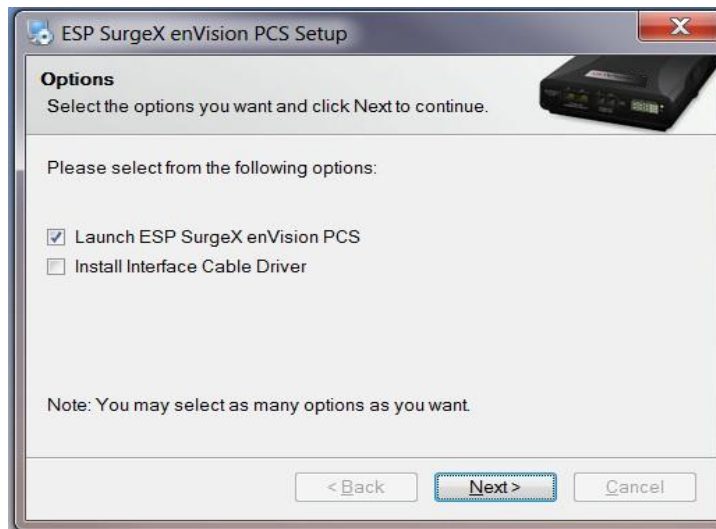 ESP SurgeX enVision PCS Setup
X
Options
Select the options you want and click Next to continue.
Please select from the following options:
Launch ESP SurgeX enVision PCS
Install Interface Cable Driver
Note: You may select as many options as you want.
< Back Next > Cancel